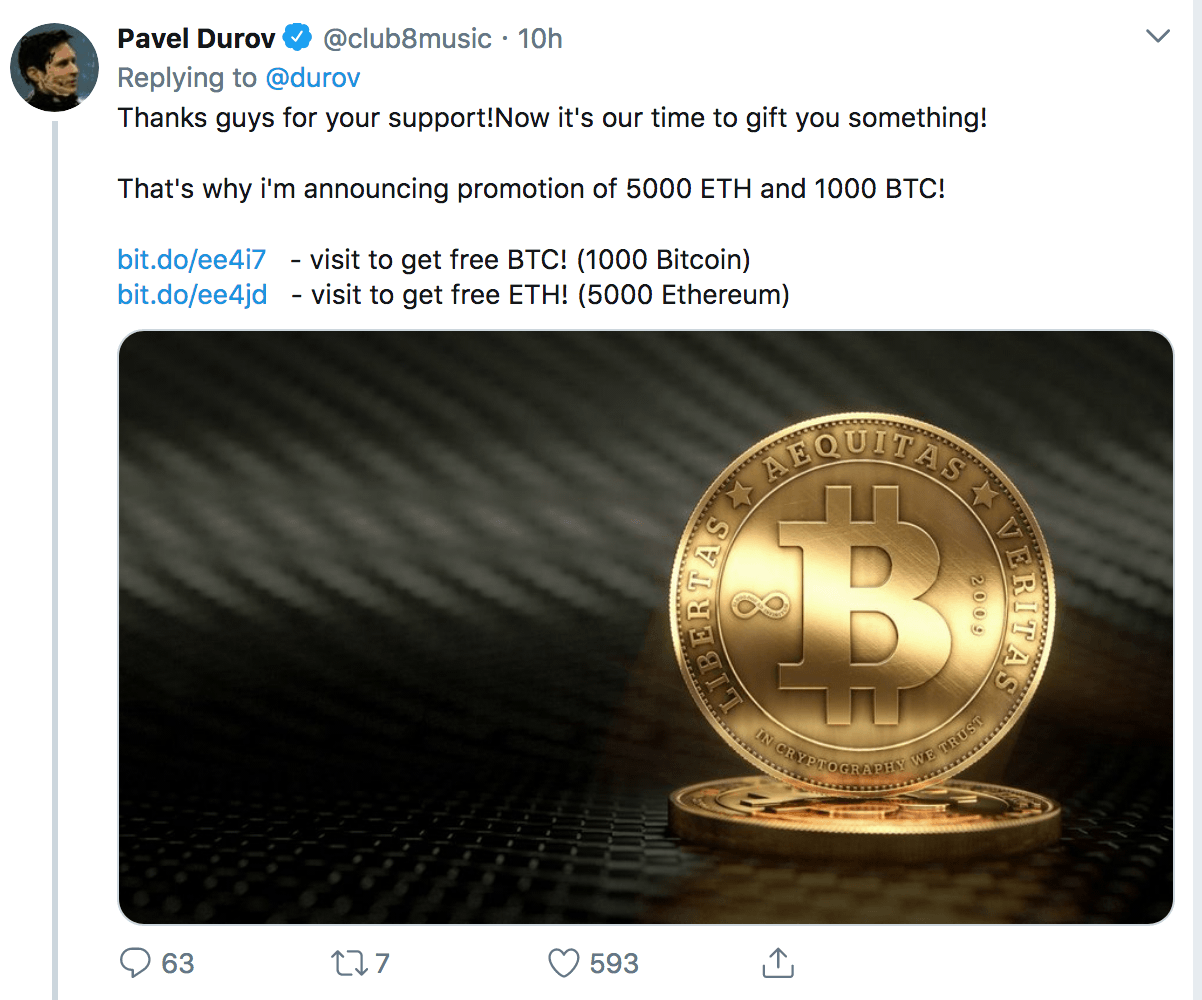 Pavel Durov @club8music · 10h
Replying to @durov
Thanks guys for your support!Now it's our time to gift you something!
That's why i'm announcing promotion of 5000 ETH and 1000 BTC!
bit.do/ee4i7 - visit to get free BTC! (1000 Bitcoin)
bit.do/ee4jd - visit to get free ETH! (5000 Ethereum)
LIBERTAS ★ AEQUITAS ★ VERITAS
2009
IN CRYPTOGRAPHY WE TRUST
63 7 593